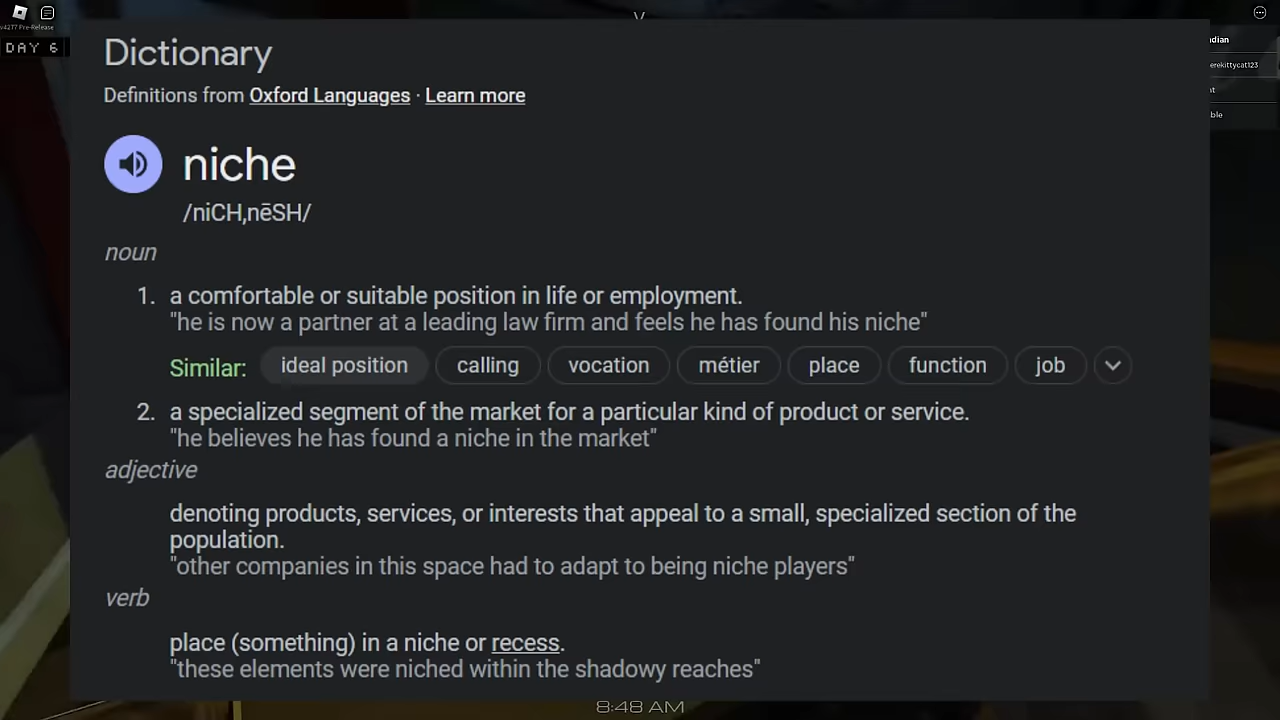 v4277 Pre-Release
DAY 6
V
Dictionary
Definitions from Oxford Languages · Learn more
niche
/niCH,nēSH/
noun
1. a comfortable or suitable position in life or employment.
"he is now a partner at a leading law firm and feels he has found his niche"
Similar: ideal position calling vocation métier place function job
2. a specialized segment of the market for a particular kind of product or service.
"he believes he has found a niche in the market"
adjective
denoting products, services, or interests that appeal to a small, specialized section of the
population.
"other companies in this space had to adapt to being niche players"
verb
place (something) in a niche or recess.
"these elements were niched within the shadowy reaches"
8:48 AM